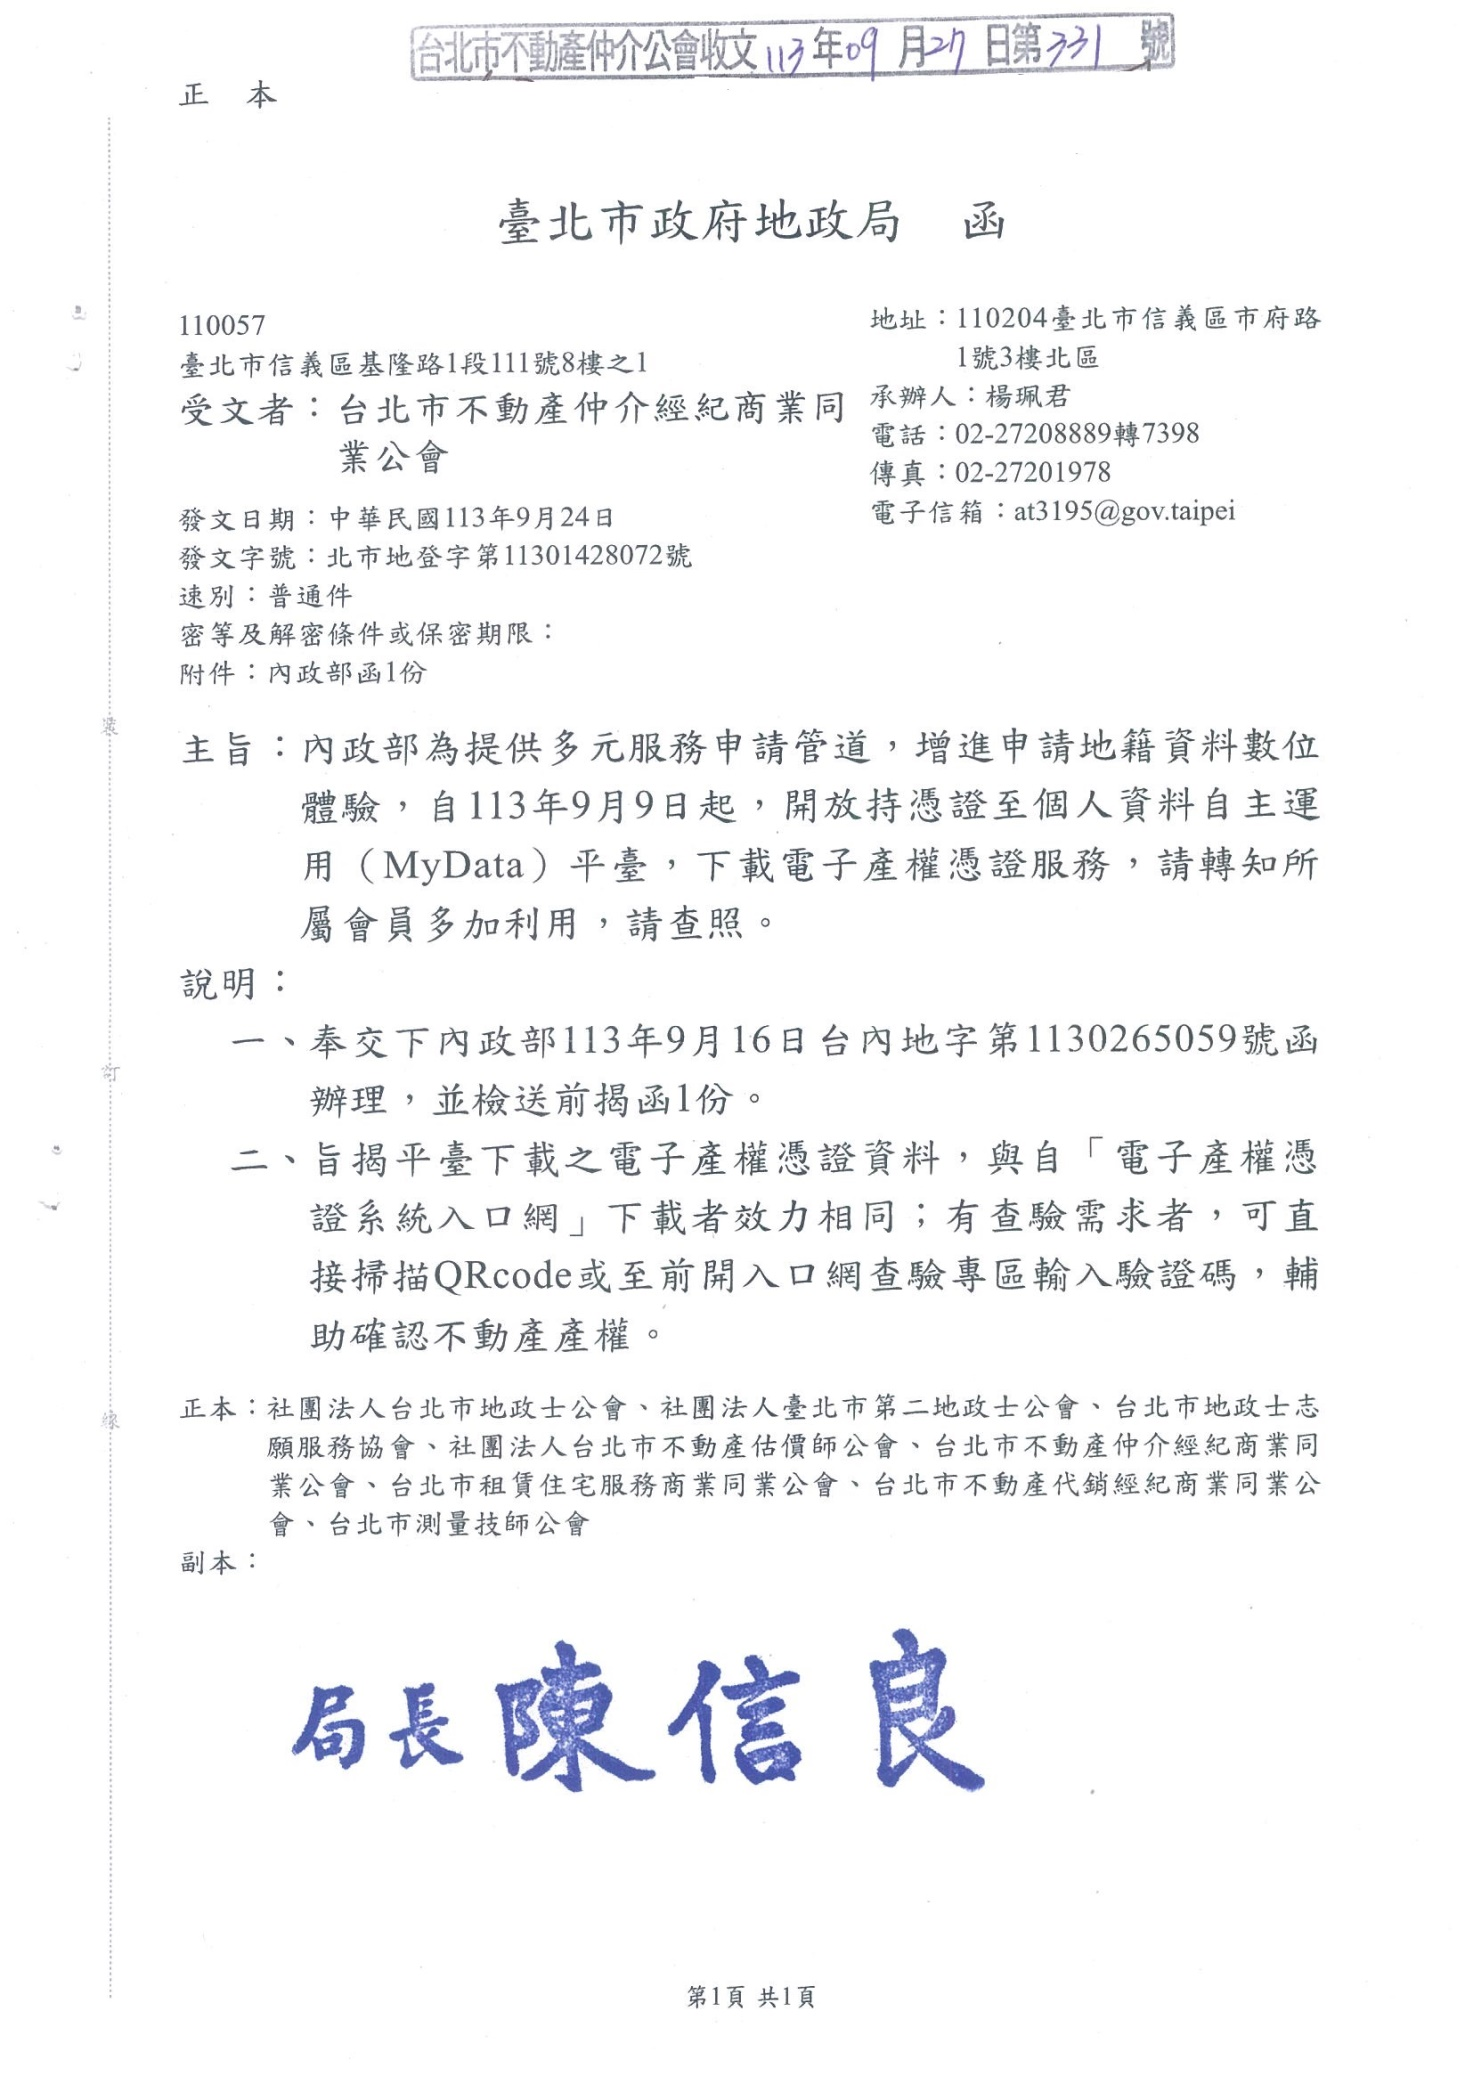 台北市不動產仲介公會收文113年09月27日第331號
正 本
臺北市政府地政局 函
110057
臺北市信義區基隆路1段111號8樓之1
受文者：台北市不動產仲介經紀商業同
業公會
地址：110204臺北市信義區市府路
1號3樓北區
承辦人：楊珮君
電話：02-27208889轉7398
傳真：02-27201978
電子信箱：at3195@gov.taipei
發文日期：中華民國113年9月24日
發文字號：北市地登字第11301428072號
速別：普通件
密等及解密條件或保密期限：
附件：內政部函1份
主旨：內政部為提供多元服務申請管道，增進申請地籍資料數位
體驗，自113年9月9日起，開放持憑證至個人資料自主運
用（MyData）平臺，下載電子產權憑證服務，請轉知所
屬會員多加利用，請查照。
說明：
一、奉交下內政部113年9月16日台內地字第1130265059號函
辦理，並檢送前揭函1份。
二、旨揭平臺下載之電子產權憑證資料，與自「電子產權憑
證系統入口網」下載者效力相同；有查驗需求者，可直
接掃描QRcode或至前開入口網查驗專區輸入驗證碼，輔
助確認不動產產權。
正本：社團法人台北市地政士公會、社團法人臺北市第二地政士公會、台北市地政士志
願服務協會、社團法人台北市不動產估價師公會、台北市不動產仲介經紀商業同
業公會、台北市租賃住宅服務商業同業公會、台北市不動產代銷經紀商業同業公
會、台北市測量技師公會
副本：
局長陳信良
裝
訂
線
第1頁 共1頁